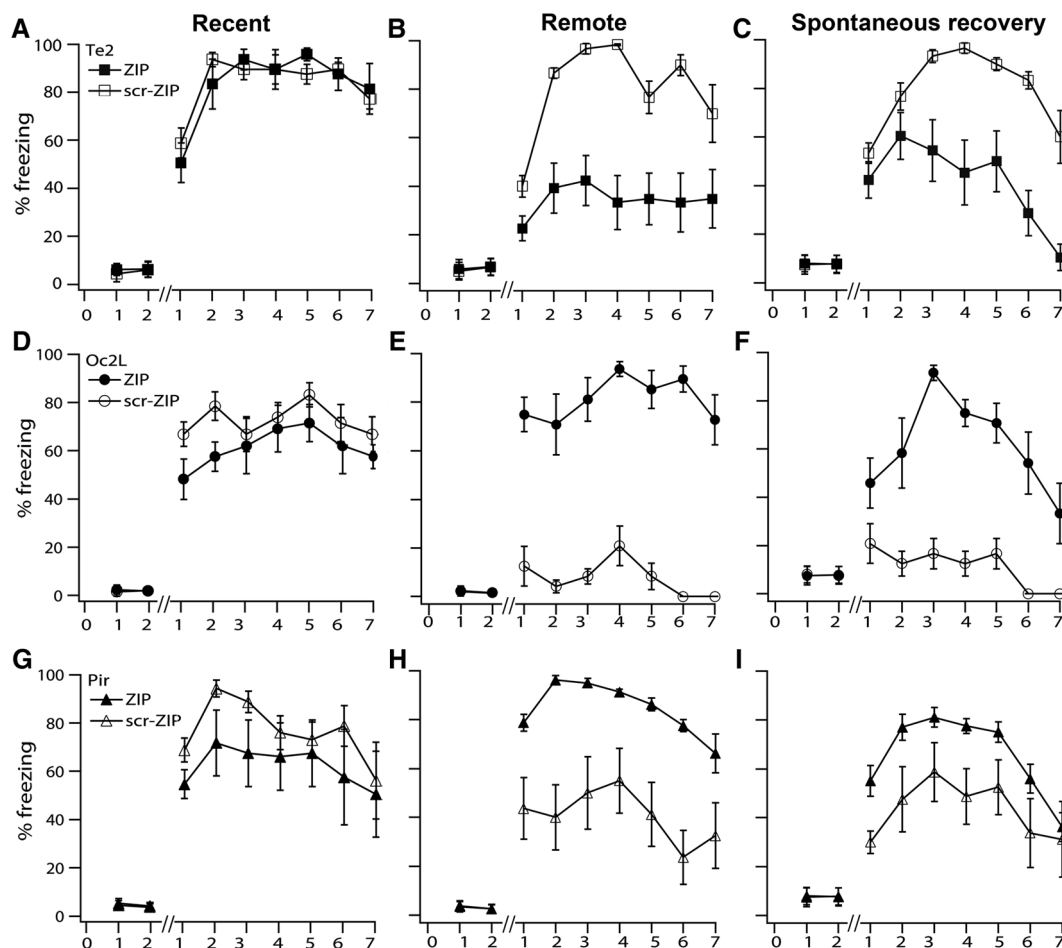 Recent Remote Spontaneous recovery
A B C
100 Te2
ZIP
80 scr-ZIP
60
40
20
0
% freezing
0 1 2 // 1 2 3 4 5 6 7 0 1 2 // 1 2 3 4 5 6 7 0 1 2 // 1 2 3 4 5 6 7
D E F
100 Oc2L
ZIP
80 scr-ZIP
60
40
20
0
% freezing
0 1 2 // 1 2 3 4 5 6 7 0 1 2 // 1 2 3 4 5 6 7 0 1 2 // 1 2 3 4 5 6 7
G H I
100 Pir
ZIP
80 scr-ZIP
60
40
20
0
% freezing
0 1 2 // 1 2 3 4 5 6 7 0 1 2 // 1 2 3 4 5 6 7 0 1 2 // 1 2 3 4 5 6 7